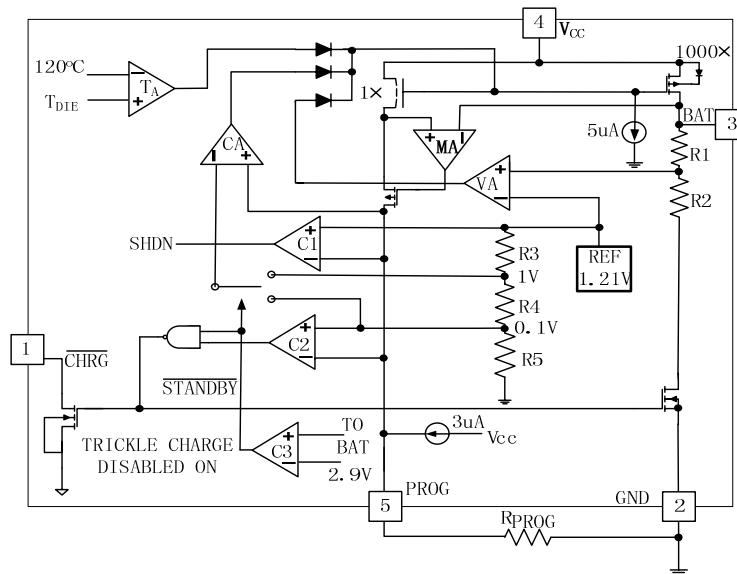 4
VCC
120°C
TA
TDIE
1×
1000×
MA
5uA
BAT
3
R1
R2
CA
VA
SHDN
C1
R3
REF
1.21V
1V
R4
0.1V
C2
R5
1
CHRG
STANDBY
3uA
Vcc
TRICKLE CHARGE
DISABLED ON
C3
TO
BAT
2.9V
PROG
5
GND
2
RPROG
+
−
+
−
+
−
+
−
+
−
+
−
+
−